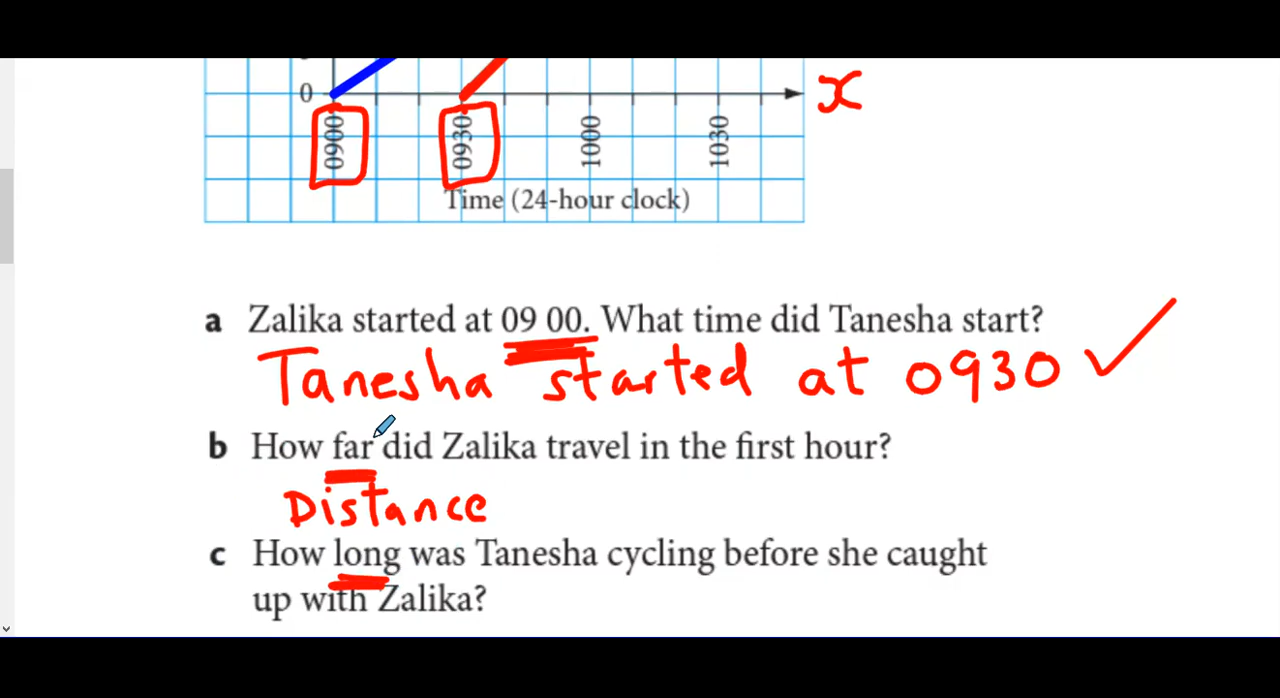 0
x
0900 0930 1000 1030
Time (24-hour clock)
a Zalika started at 09 00. What time did Tanesha start?
Tanesha started at 0930
b How far did Zalika travel in the first hour?
Distance
c How long was Tanesha cycling before she caught
up with Zalika?